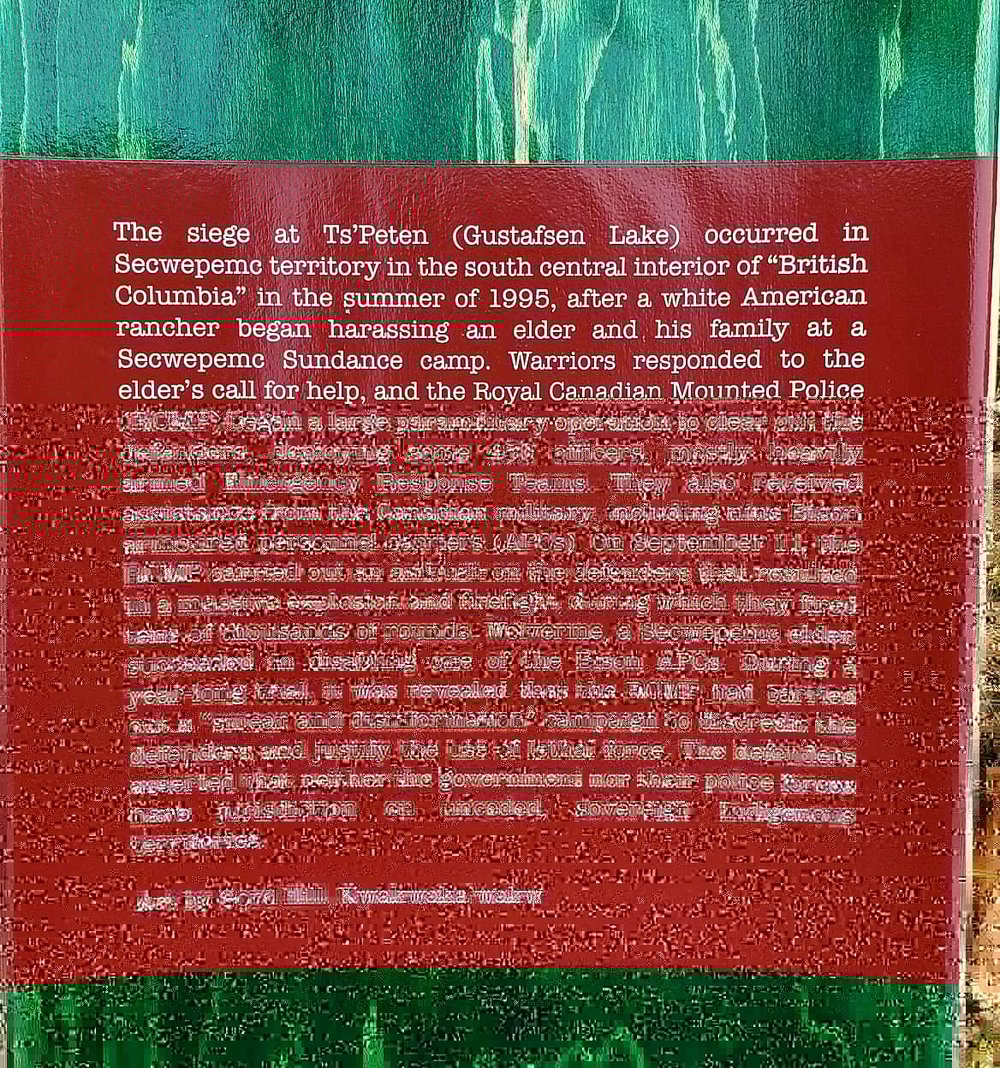 The siege at Ts'Peten (Gustafsen Lake) occurred in
Secwepemc territory in the south central interior of “British
Columbia” in the summer of 1995, after a white American
rancher began harassing an elder and his family at a
Secwepemc Sundance camp. Warriors responded to the
elder's call for help, and the Royal Canadian Mounted Police
began a large paramilitary operation to clear out the
defenders, deploying some officers, mostly heavily
armed Emergency Response Teams. They also received
assistance from the Canadian military, including nine Bison
armoured personnel carriers (APCs). On September 11, the
RCMP carried out an on the defenders that resulted
in a massive explosion and firefight, during which they fired
tens of thousands of rounds. Wolverine, a Secwepemc elder,
succeeded in disabling one of the Bison APCs. During a
year-long trial, it was revealed that the RCMP had carried
out a “smear and disinformation” campaign to discredit the
defenders and justify the use of lethal force. The defenders
asserted that neither the government nor their police forces
have jurisdiction on unceded, sovereign Indigenous
territories.
Art by Gord Hill, Kwakwaka'wakw